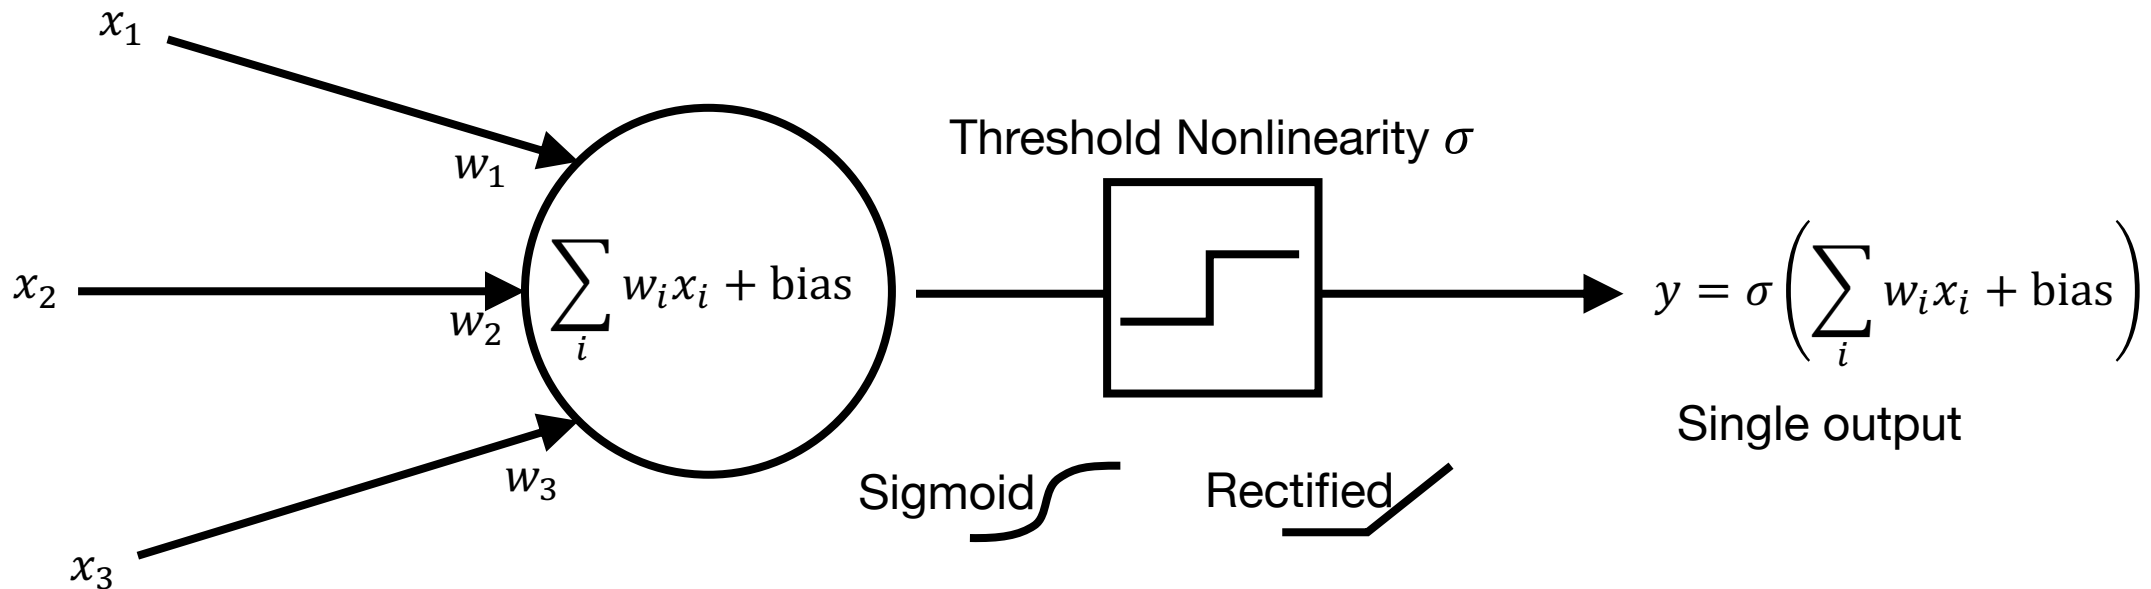 x₁
w₁
Threshold Nonlinearity σ
x₂
w₂
∑ᵢ wᵢxᵢ + bias
y = σ(∑ᵢ wᵢxᵢ + bias)
Single output
w₃
Sigmoid
Rectified
x₃